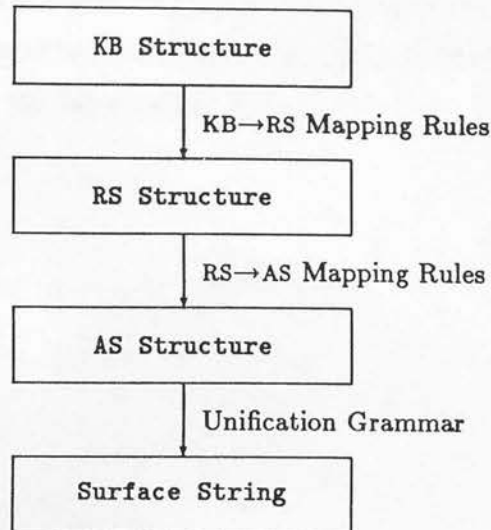 KB Structure
KB→RS Mapping Rules
RS Structure
RS→AS Mapping Rules
AS Structure
Unification Grammar
Surface String